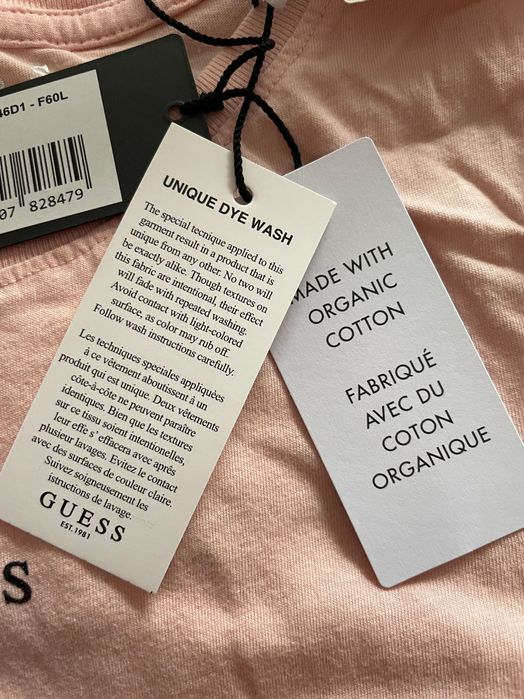 46D1 - F60L
07 828479
UNIQUE DYE WASH
The special tecnique applied to this
garment result in a product that is
unique from any other. No two will
be exactly alike. Though textures on
this fabric are intentional, their effect
will fade with repeated washing.
Avoid contact with light-colored
surface, as color may rub off.
Follow wash instructions carefully.
Les techniques speciales appliquées
à ce vêtement aboutissent à un
produit qui est unique. Deux vêtements
côte-à-côte ne peuvent paraître
identiques. Bien que les textures
sur ce tissu soient intentionelles,
leur effe s' effacera avec après
plusieur lavages. Evitez le contact
avec des surfaces de couleur claire.
Suivez soigneusement les
istructions de lavage.
GUESS
EST. 1981
MADE WITH
ORGANIC
COTTON
FABRIQUÉ
AVEC DU
COTON
ORGANIQUE
S